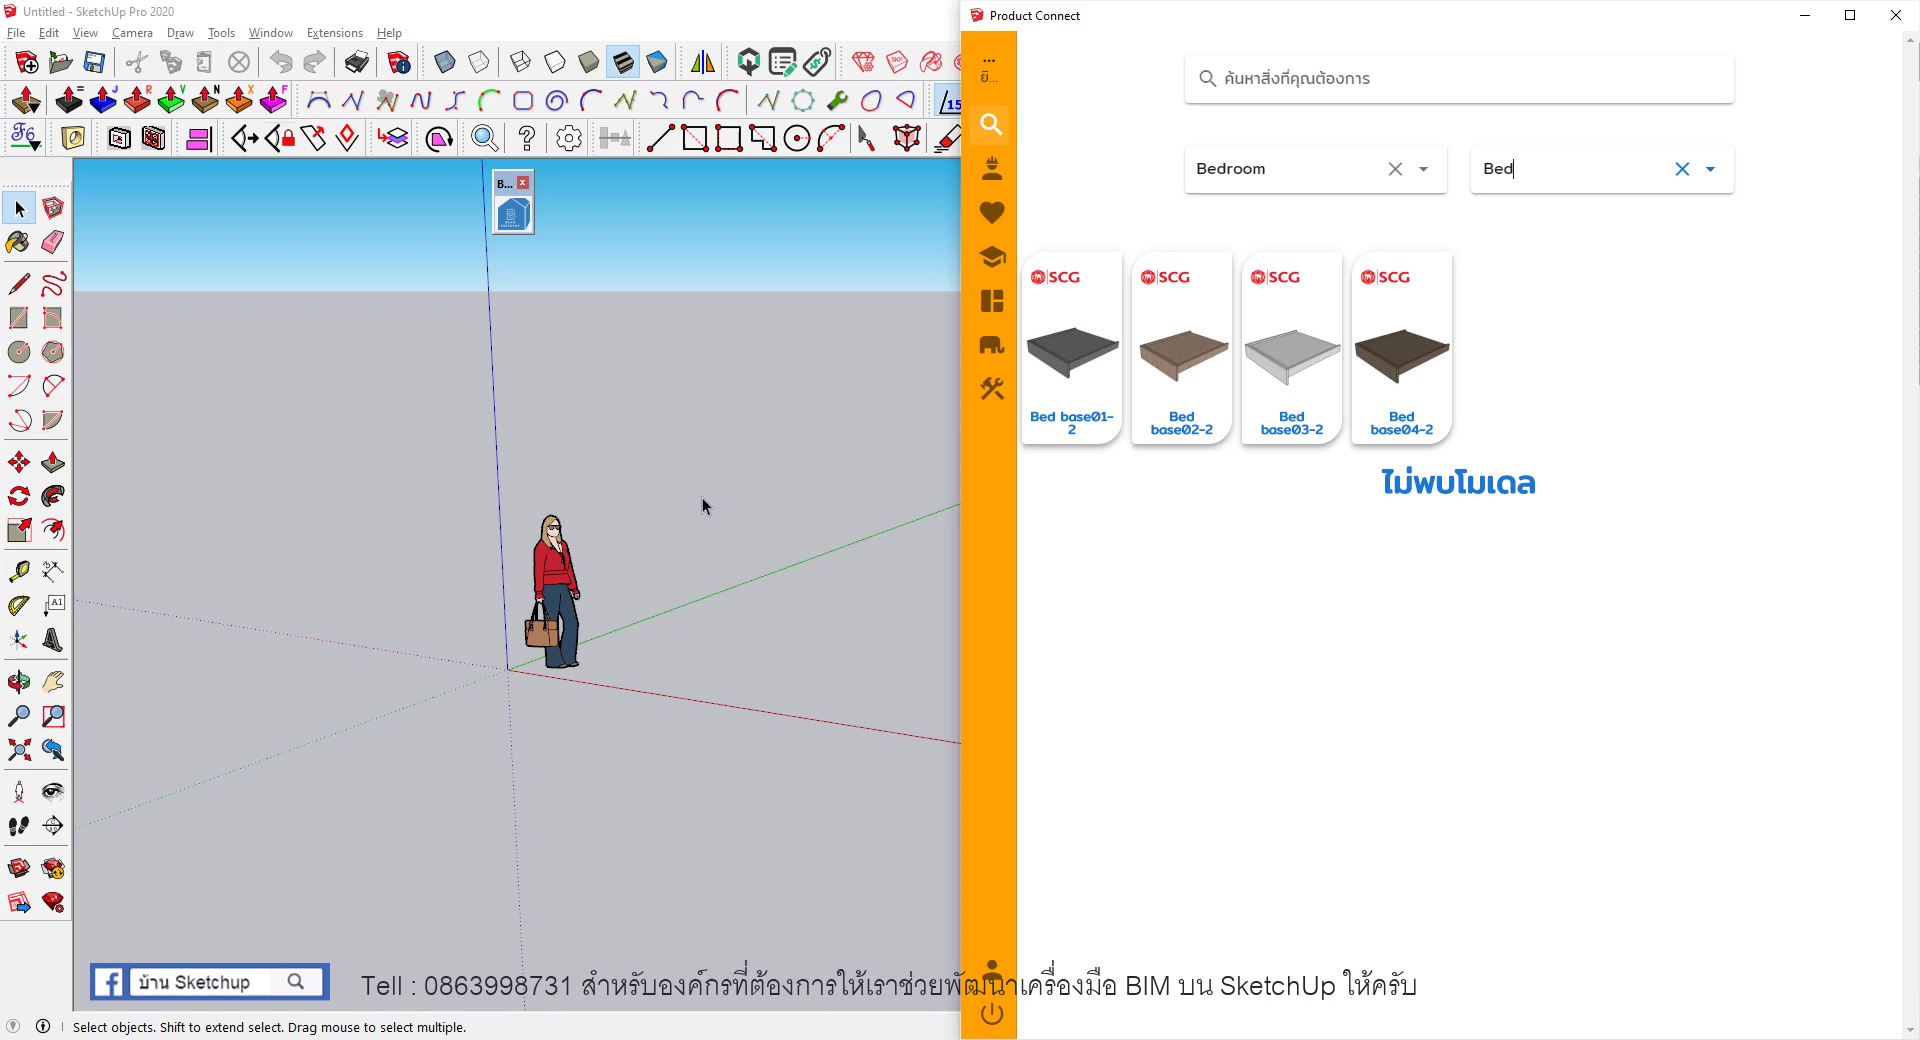 Untitled - SketchUp Pro 2020
File Edit View Camera Draw Tools Window Extensions Help
= J R V N X F
15
F6
B...
A1
Product Connect
... ยิ...
ค้นหาสิ่งที่คุณต้องการ
Bedroom
Bed
SCG
Bed base01-
2
SCG
Bed
base02-2
SCG
Bed
base03-2
SCG
Bed
base04-2
ไม่พบโมเดล
บ้าน Sketchup
Tell : 0863998731 สำหรับองค์กรที่ต้องการให้เราช่วยพัฒนาเครื่องมือ BIM บน SketchUp ให้ครับ
Select objects. Shift to extend select. Drag mouse to select multiple.